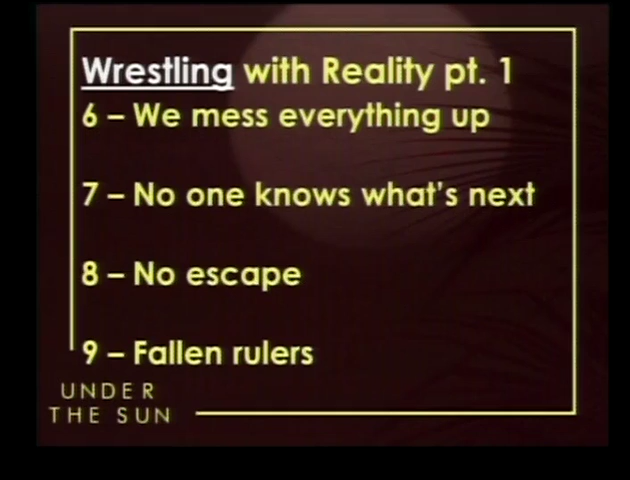 Wrestling with Reality pt. 1
6 – We mess everything up
7 – No one knows what's next
8 – No escape
9 – Fallen rulers
UNDER
THE SUN